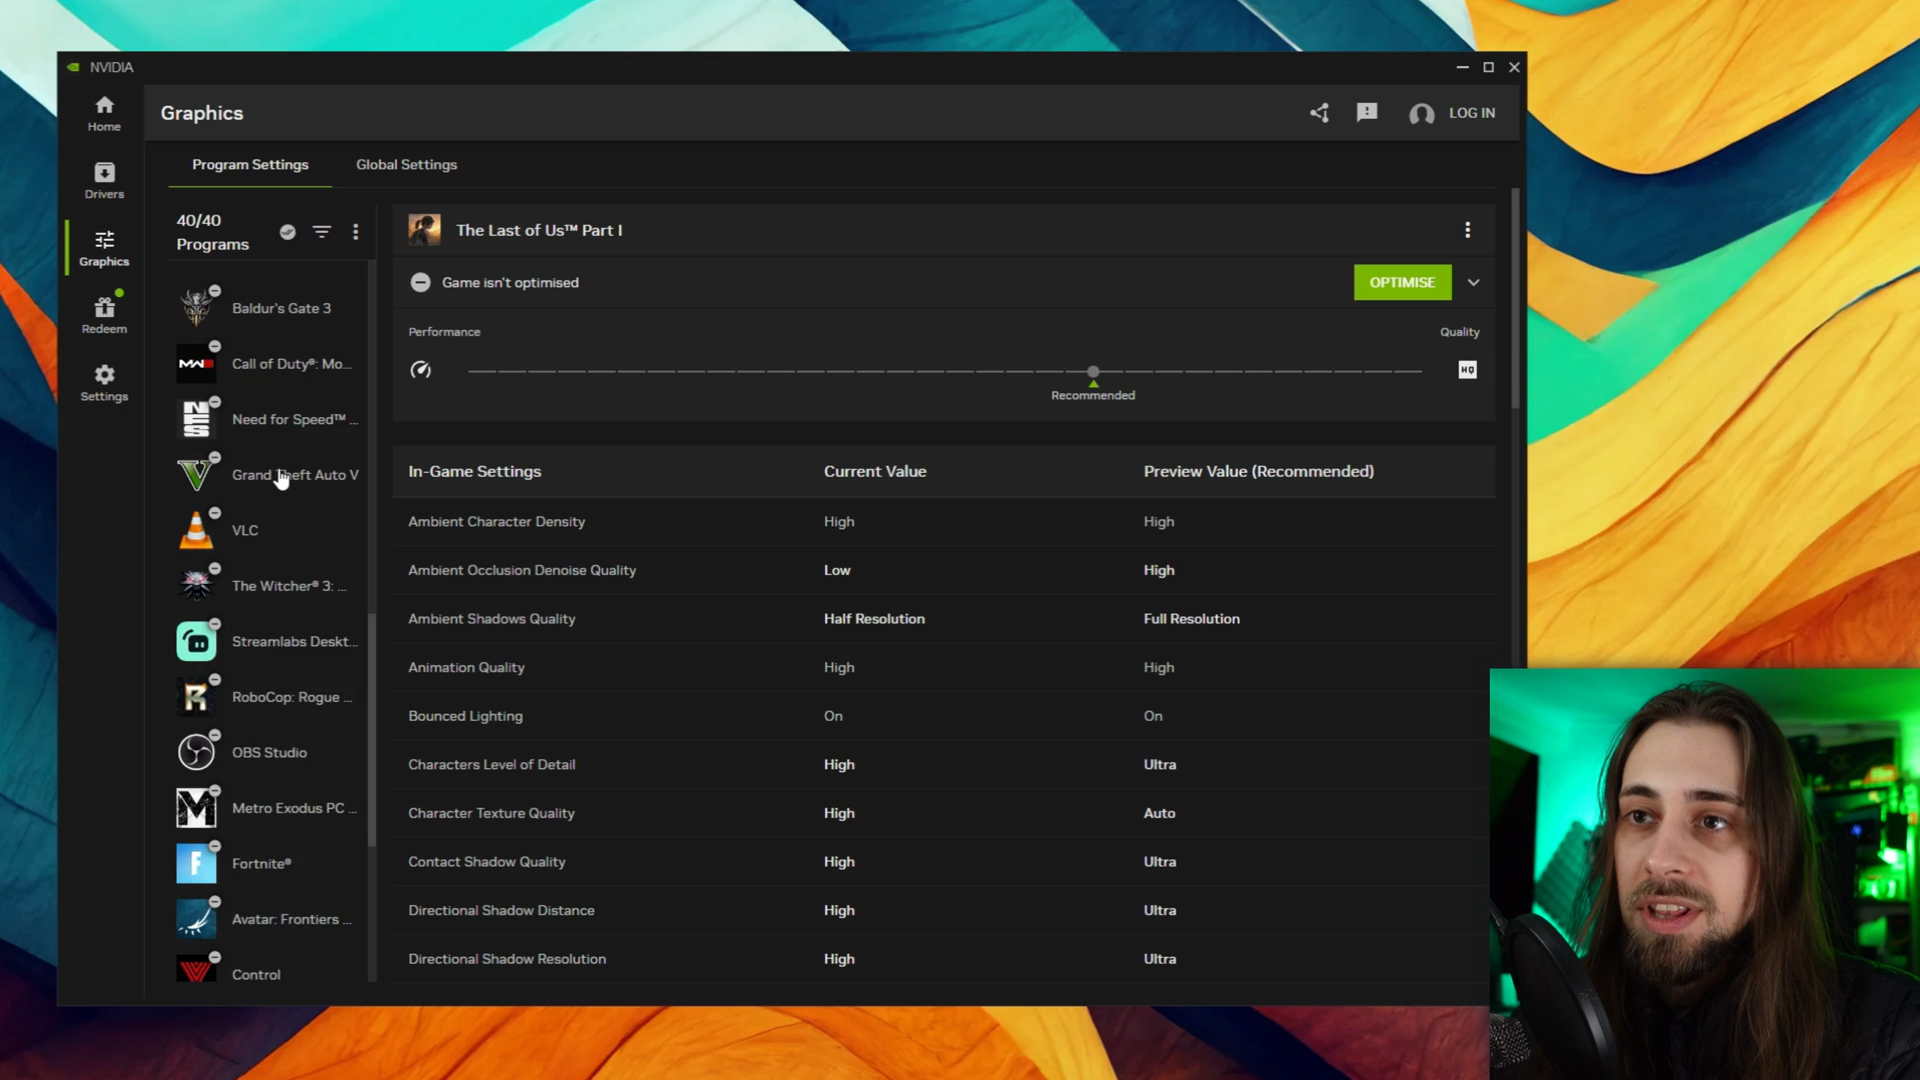 NVIDIA
Home
Drivers
Graphics
Redeem
Settings
Graphics
LOG IN
Program Settings
Global Settings
40/40
Programs
Baldur's Gate 3
Call of Duty®: Mo...
Need for Speed™ ...
Grand Theft Auto V
VLC
The Witcher® 3: ...
Streamlabs Deskt...
RoboCop: Rogue ...
OBS Studio
Metro Exodus PC ...
Fortnite®
Avatar: Frontiers ...
Control
The Last of Us™ Part I
Game isn't optimised
OPTIMISE
Performance
Quality
HQ
Recommended
In-Game Settings Current Value Preview Value (Recommended)
Ambient Character Density High High
Ambient Occlusion Denoise Quality Low High
Ambient Shadows Quality Half Resolution Full Resolution
Animation Quality High High
Bounced Lighting On On
Characters Level of Detail High Ultra
Character Texture Quality High Auto
Contact Shadow Quality High Ultra
Directional Shadow Distance High Ultra
Directional Shadow Resolution High Ultra